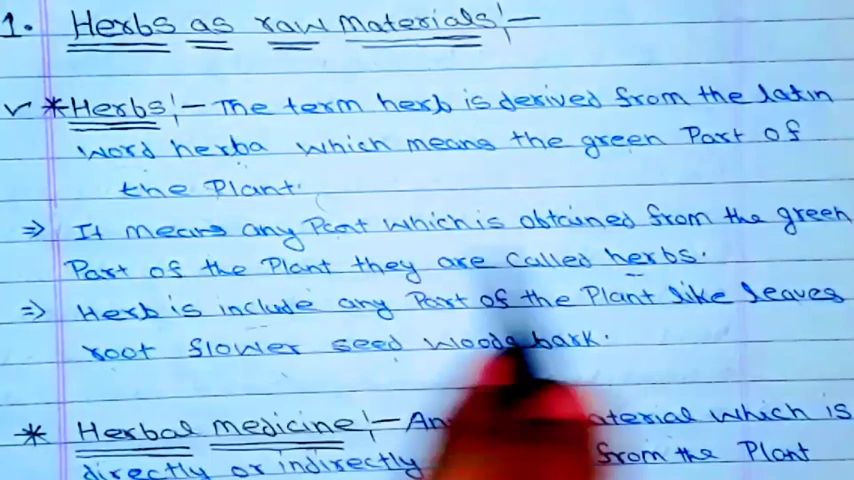 1. Herbs as raw materials:-
* Herbs:- The term herb is derived from the latin
word herba which means the green Part of
the Plant.
⇒ It means any Part which is obtained from the green
Part of the Plant they are called herbs.
⇒ Herb is include any Part of the Plant like leaves
root flower seed woods bark.
* Herbal medicine:- An aterial which is
directly or indirectly from the Plant